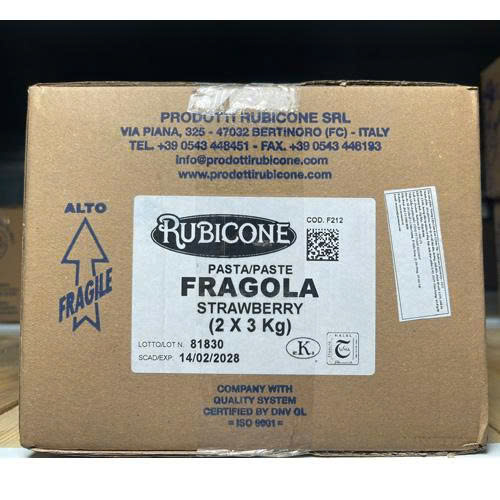 PRODOTTI RUBICONE SRL
VIA PIANA, 325 - 47032 BERTINORO (FC) - ITALY
TEL. +39 0543 448451 - FAX. +39 0543 448193
info@prodottirubicone.com
www.prodottirubicone.com
ALTO
FRAGILE
RUBICONE
COD. F212
PASTA/PASTE
FRAGOLA
STRAWBERRY
(2 X 3 Kg)
LOTTO/LOT N. 81830
SCAD/EXP: 14/02/2028
K
HALAL
COMPANY WITH
QUALITY SYSTEM
CERTIFIED BY DNV GL
= ISO 9001 =